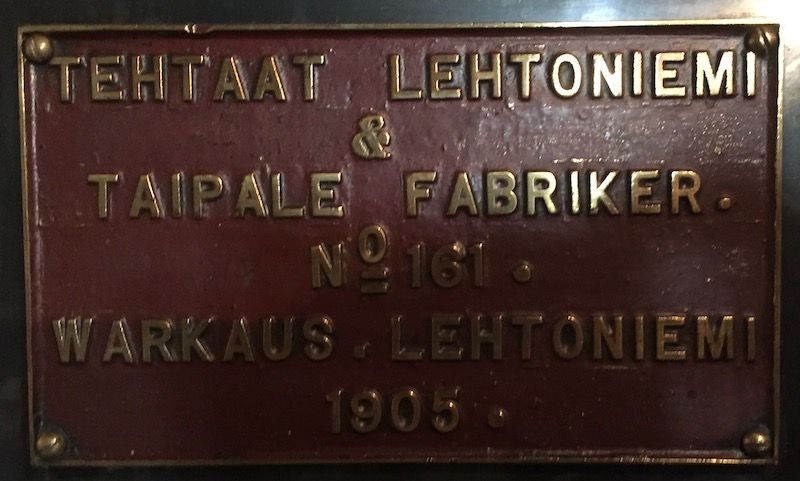 TEHTAAT LEHTONIEMI
&
TAIPALE FABRIKER.
Nº 161.
WARKAUS. LEHTONIEMI
1905.